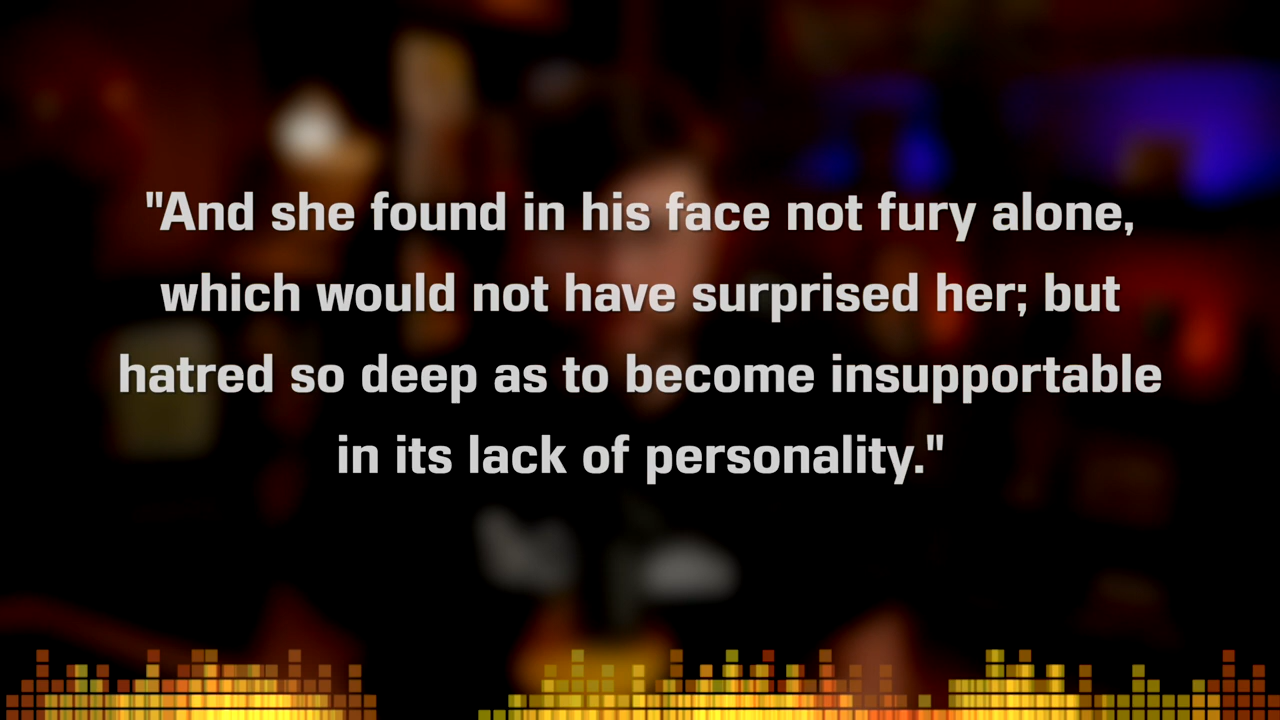 "And she found in his face not fury alone,
which would not have surprised her; but
hatred so deep as to become insupportable
in its lack of personality."